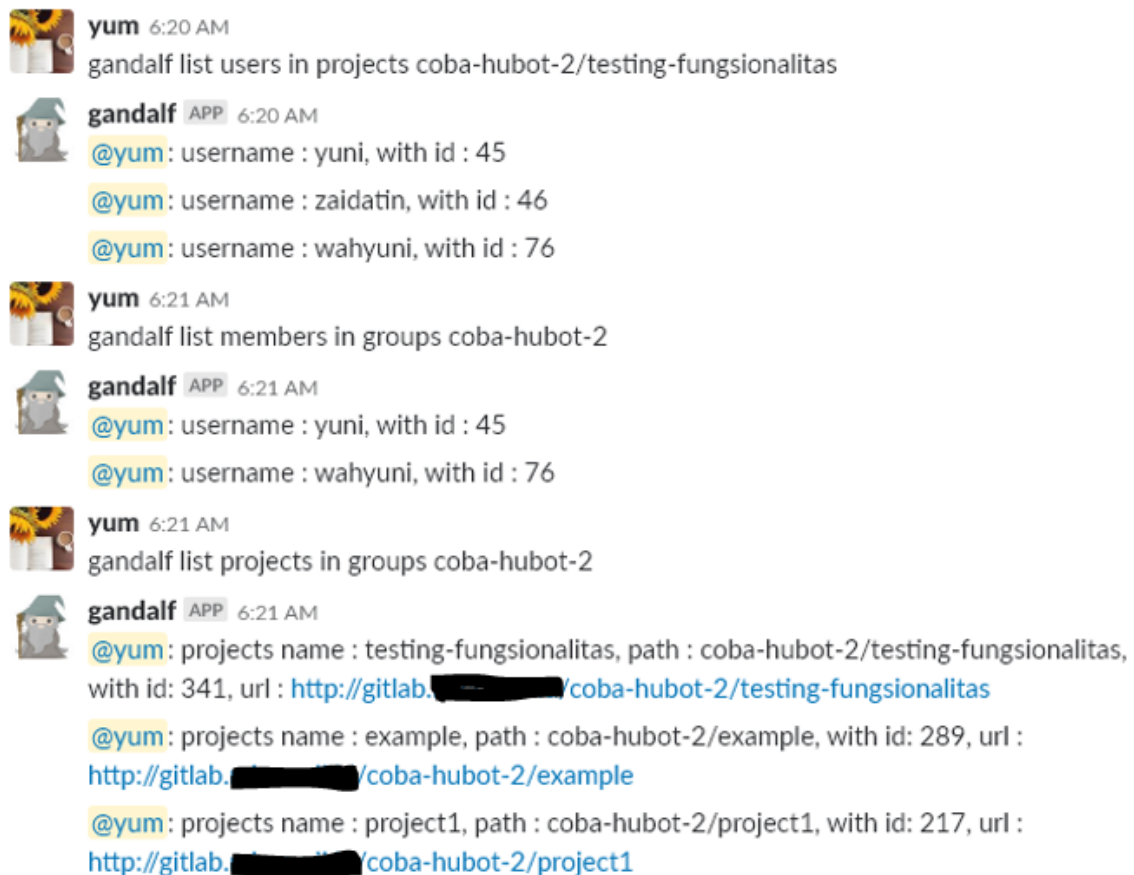 yum 6:20 AM
gandalf list users in projects coba-hubot-2/testing-fungsionalitas
gandalf APP 6:20 AM
@yum: username : yuni, with id : 45
@yum: username : zaidatin, with id : 46
@yum: username : wahyuni, with id : 76
yum 6:21 AM
gandalf list members in groups coba-hubot-2
gandalf APP 6:21 AM
@yum: username : yuni, with id : 45
@yum: username : wahyuni, with id : 76
yum 6:21 AM
gandalf list projects in groups coba-hubot-2
gandalf APP 6:21 AM
@yum: projects name : testing-fungsionalitas, path : coba-hubot-2/testing-fungsionalitas,
with id: 341, url : http://gitlab. /coba-hubot-2/testing-fungsionalitas
@yum: projects name : example, path : coba-hubot-2/example, with id: 289, url :
http://gitlab. /coba-hubot-2/example
@yum: projects name : project1, path : coba-hubot-2/project1, with id: 217, url :
http://gitlab. /coba-hubot-2/project1